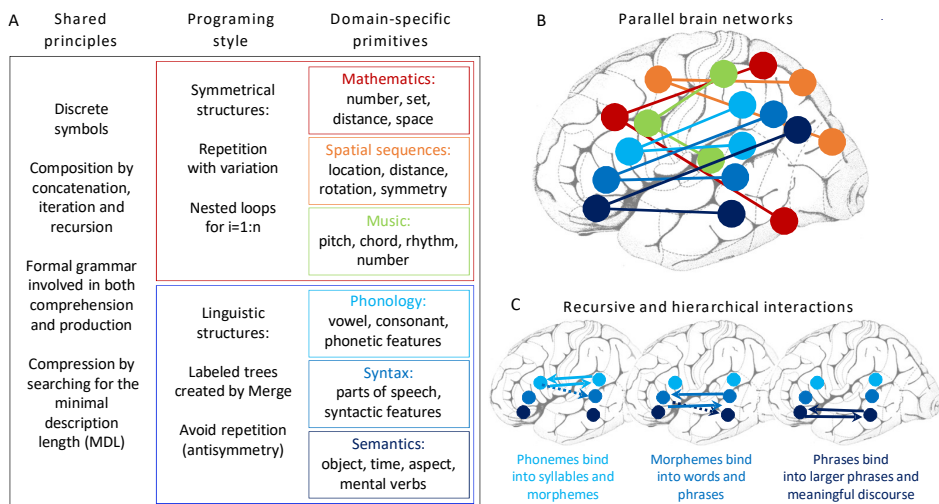 A
Shared
principles
Programing
style
Domain-specific
primitives
Discrete
symbols
Composition by
concatenation,
iteration and
recursion
Formal grammar
involved in both
comprehension
and production
Compression by
searching for the
minimal
description
length (MDL)
Symmetrical
structures:
Repetition
with variation
Nested loops
for i=1:n
Mathematics:
number, set,
distance, space
Spatial sequences:
location, distance,
rotation, symmetry
Music:
pitch, chord, rhythm,
number
Linguistic
structures:
Labeled trees
created by Merge
Avoid repetition
(antisymmetry)
Phonology:
vowel, consonant,
phonetic features
Syntax:
parts of speech,
syntactic features
Semantics:
object, time, aspect,
mental verbs
B
Parallel brain networks
C
Recursive and hierarchical interactions
Phonemes bind
into syllables and
morphemes
Morphemes bind
into words and
phrases
Phrases bind
into larger phrases and
meaningful discourse